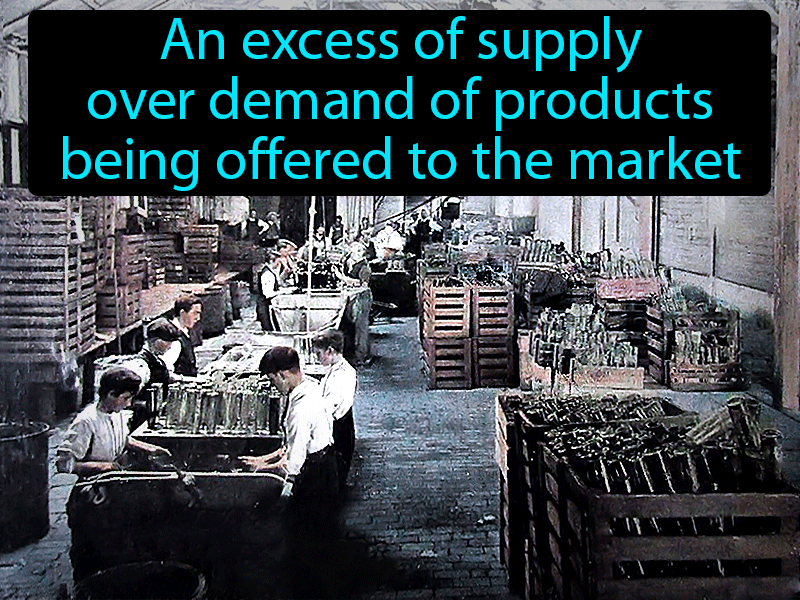 An excess of supply
over demand of products
being offered to the market